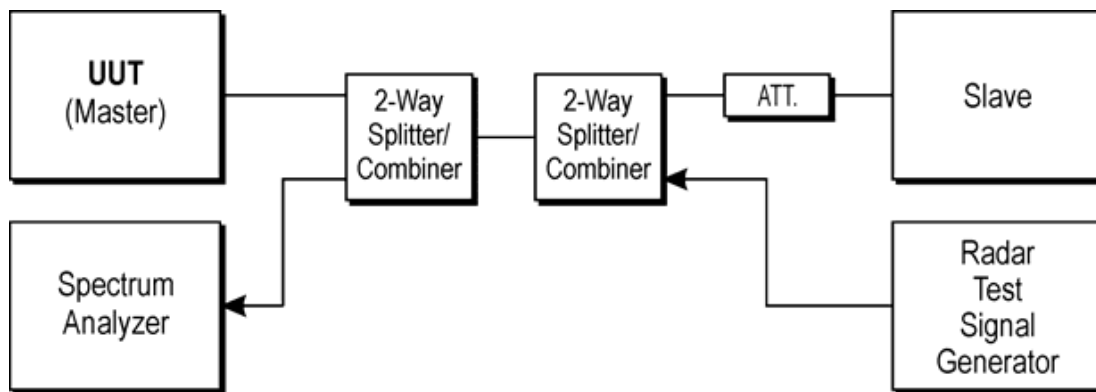 UUT
(Master)
2-Way
Splitter/
Combiner
2-Way
Splitter/
Combiner
ATT.
Slave
Spectrum
Analyzer
Radar
Test
Signal
Generator